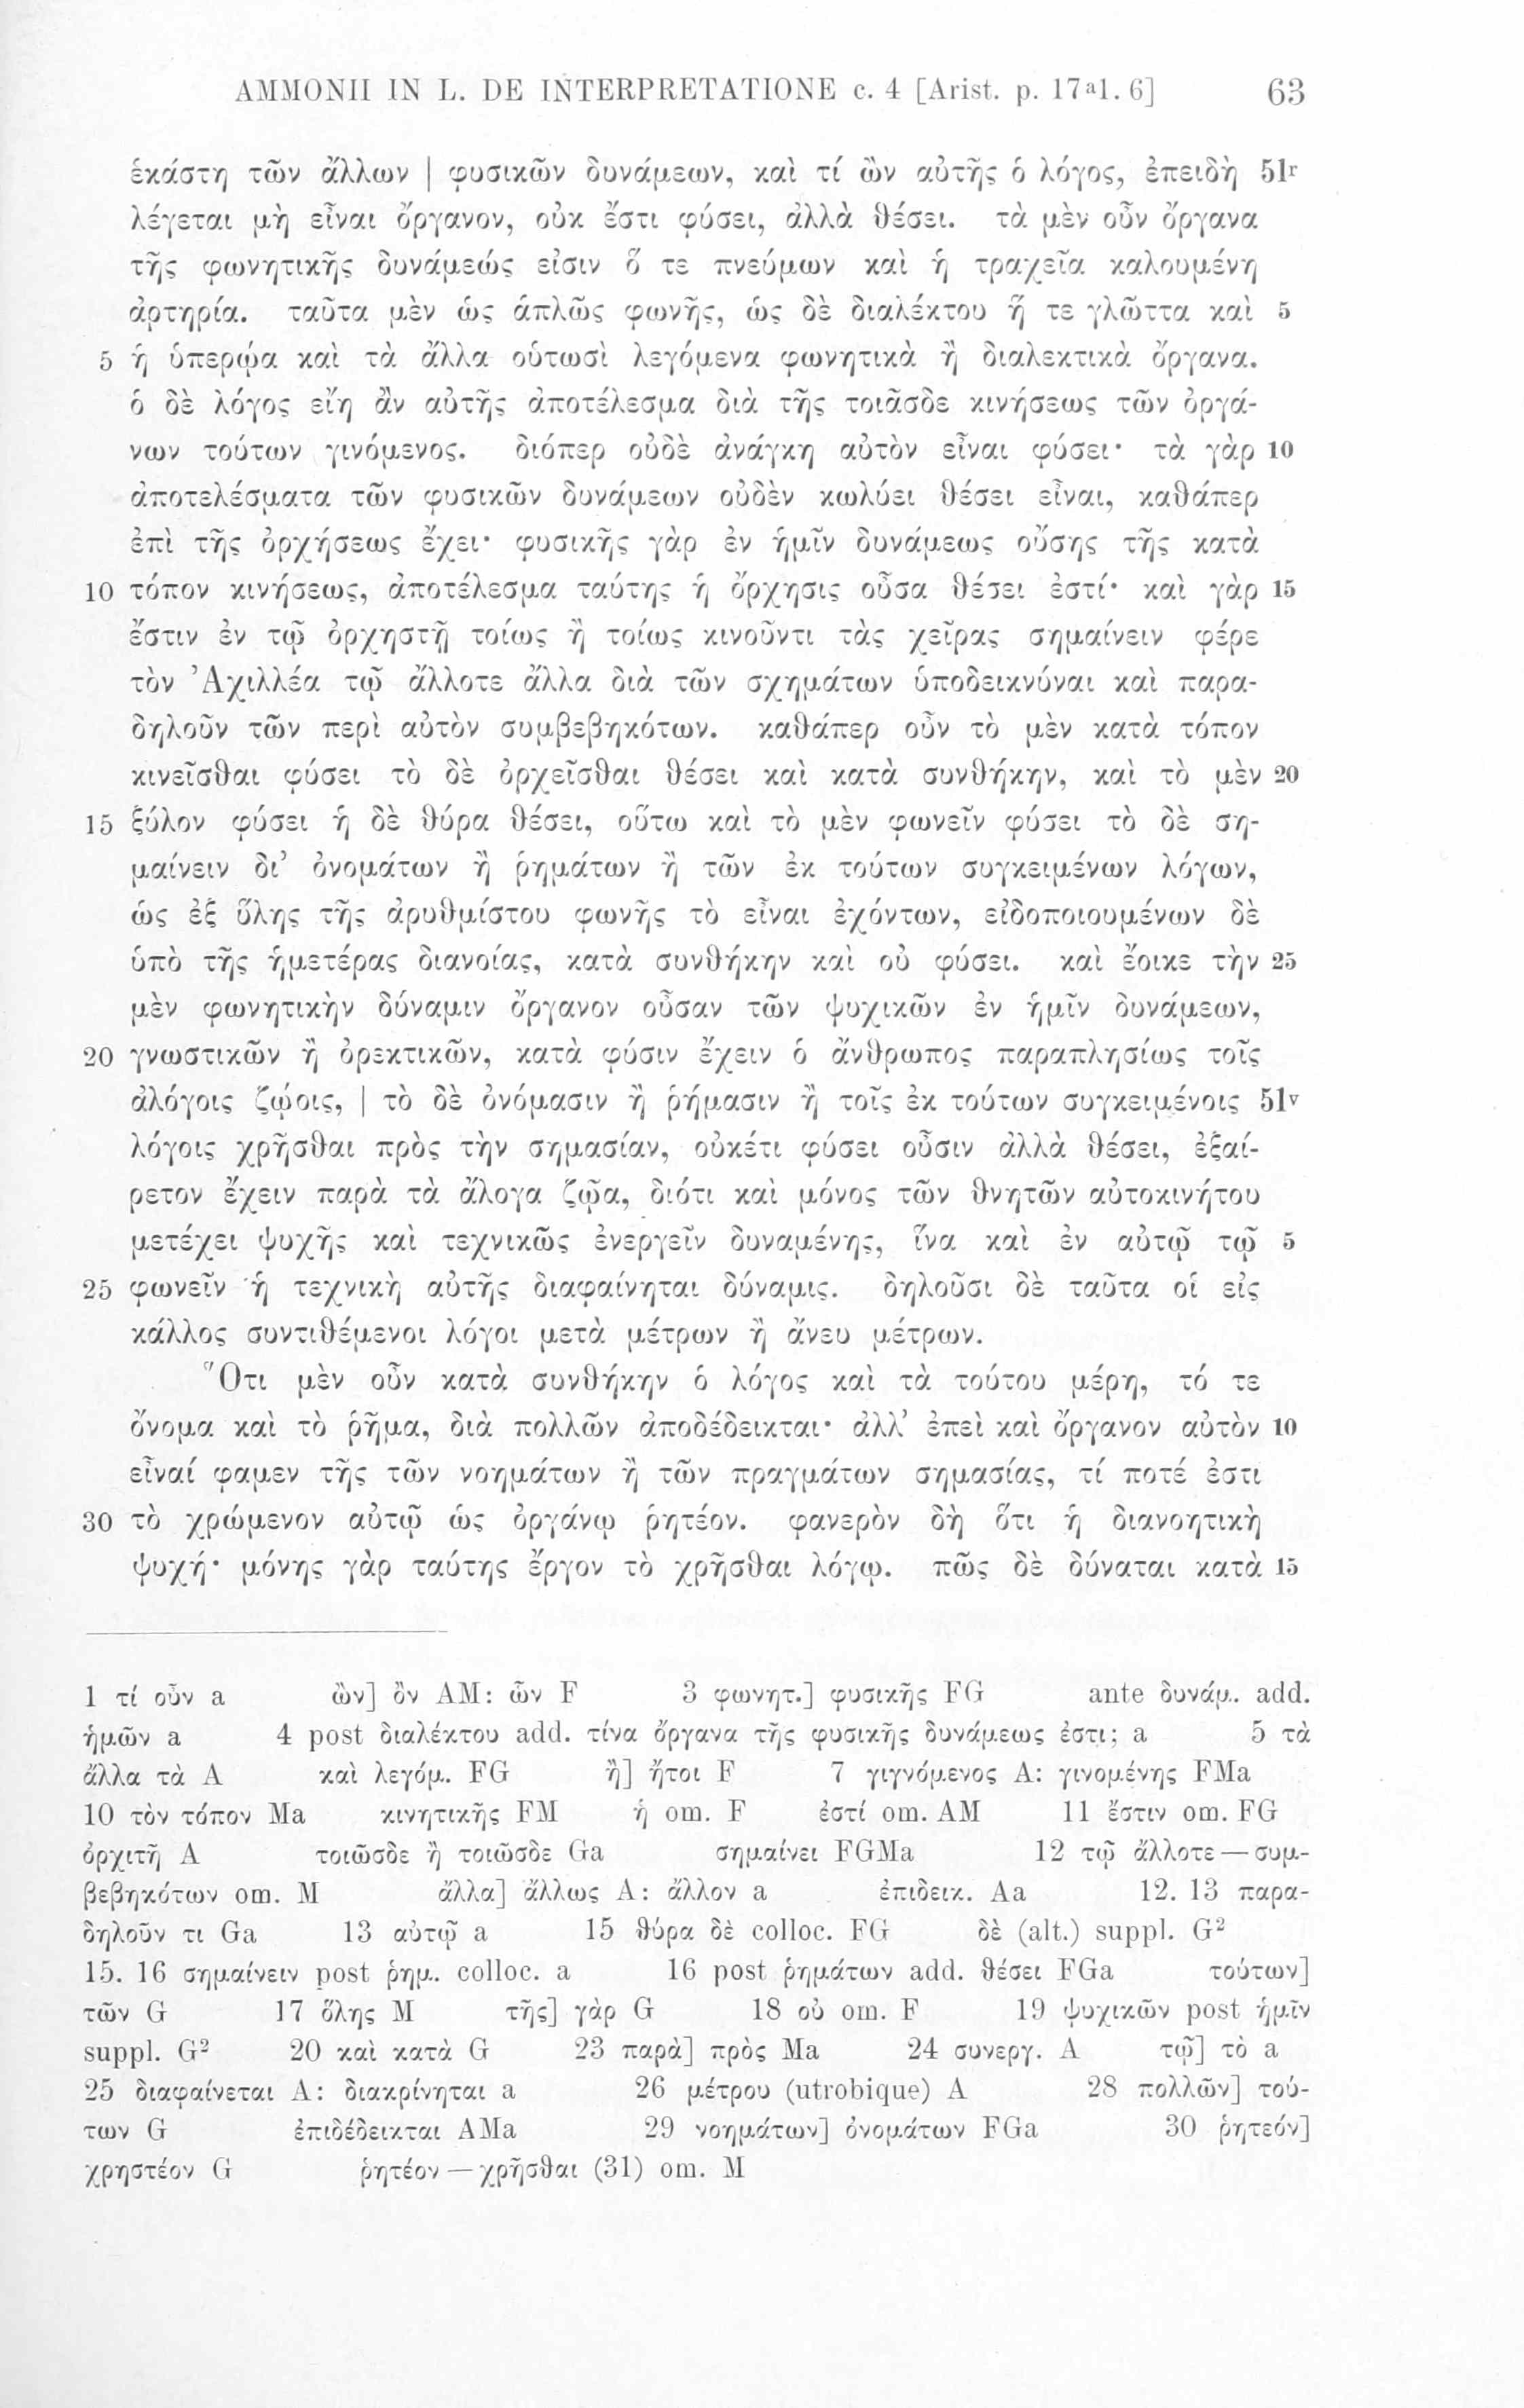 AMMONII IN L. DE INTERPRETATIONE c. 4 [Arist. p. 17ᵃ1. 6] 63
ἑκάστη τῶν ἄλλων | φυσικῶν δυνάμεων, καὶ τί ὢν αὐτῆς ὁ λόγος, ἐπειδὴ 51ʳ
λέγεται μὴ εἶναι ὄργανον, οὐκ ἔστι φύσει, ἀλλὰ θέσει. τὰ μὲν οὖν ὄργανα
τῆς φωνητικῆς δυνάμεώς εἰσιν ὅ τε πνεύμων καὶ ἡ τραχεῖα καλουμένη
ἀρτηρία. ταῦτα μὲν ὡς ἁπλῶς φωνῆς, ὡς δὲ διαλέκτου ἥ τε γλῶττα καὶ 5
5 ἡ ὑπερῴα καὶ τὰ ἄλλα οὑτωσὶ λεγόμενα φωνητικὰ ἢ διαλεκτικὰ ὄργανα.
ὁ δὲ λόγος εἴη ἂν αὐτῆς ἀποτέλεσμα διὰ τῆς τοιᾶσδε κινήσεως τῶν ὀργά-
νων τούτων γινόμενος. διόπερ οὐδὲ ἀνάγκη αὐτὸν εἶναι φύσει· τὰ γὰρ 10
ἀποτελέσματα τῶν φυσικῶν δυνάμεων οὐδὲν κωλύει θέσει εἶναι, καθάπερ
ἐπὶ τῆς ὀρχήσεως ἔχει· φυσικῆς γὰρ ἐν ἡμῖν δυνάμεως οὔσης τῆς κατὰ
10 τόπον κινήσεως, ἀποτέλεσμα ταύτης ἡ ὄρχησις οὖσα θέσει ἐστί· καὶ γὰρ 15
ἔστιν ἐν τῷ ὀρχηστῇ τοίως ἢ τοίως κινοῦντι τὰς χεῖρας σημαίνειν φέρε
τὸν Ἀχιλλέα τῷ ἄλλοτε ἄλλα διὰ τῶν σχημάτων ὑποδεικνύναι καὶ παρα-
δηλοῦν τῶν περὶ αὐτὸν συμβεβηκότων. καθάπερ οὖν τὸ μὲν κατὰ τόπον
κινεῖσθαι φύσει τὸ δὲ ὀρχεῖσθαι θέσει καὶ κατὰ συνθήκην, καὶ τὸ μὲν 20
15 ξύλον φύσει ἡ δὲ θύρα θέσει, οὕτω καὶ τὸ μὲν φωνεῖν φύσει τὸ δὲ ση-
μαίνειν δι’ ὀνομάτων ἢ ῥημάτων ἢ τῶν ἐκ τούτων συγκειμένων λόγων,
ὡς ἐξ ὕλης τῆς ἀρυθμίστου φωνῆς τὸ εἶναι ἐχόντων, εἰδοποιουμένων δὲ
ὑπὸ τῆς ἡμετέρας διανοίας, κατὰ συνθήκην καὶ οὐ φύσει. καὶ ἔοικε τὴν 25
μὲν φωνητικὴν δύναμιν ὄργανον οὖσαν τῶν ψυχικῶν ἐν ἡμῖν δυνάμεων,
20 γνωστικῶν ἢ ὀρεκτικῶν, κατὰ φύσιν ἔχειν ὁ ἄνθρωπος παραπλησίως τοῖς
ἀλόγοις ζῴοις, | τὸ δὲ ὀνόμασιν ἢ ῥήμασιν ἢ τοῖς ἐκ τούτων συγκειμένοις 51ᵛ
λόγοις χρῆσθαι πρὸς τὴν σημασίαν, οὐκέτι φύσει οὖσιν ἀλλὰ θέσει, ἐξαί-
ρετον ἔχειν παρὰ τὰ ἄλογα ζῷα, διότι καὶ μόνος τῶν θνητῶν αὐτοκινήτου
μετέχει ψυχῆς καὶ τεχνικῶς ἐνεργεῖν δυναμένης, ἵνα καὶ ἐν αὐτῷ τῷ 5
25 φωνεῖν ἡ τεχνικὴ αὐτῆς διαφαίνηται δύναμις. δηλοῦσι δὲ ταῦτα οἱ εἰς
κάλλος συντιθέμενοι λόγοι μετὰ μέτρων ἢ ἄνευ μέτρων.
Ὅτι μὲν οὖν κατὰ συνθήκην ὁ λόγος καὶ τὰ τούτου μέρη, τό τε
ὄνομα καὶ τὸ ῥῆμα, διὰ πολλῶν ἀποδέδεικται· ἀλλ’ ἐπεὶ καὶ ὄργανον αὐτὸν 10
εἶναί φαμεν τῆς τῶν νοημάτων ἢ τῶν πραγμάτων σημασίας, τί ποτέ ἐστι
30 τὸ χρώμενον αὐτῷ ὡς ὀργάνῳ ῥητέον. φανερὸν δὴ ὅτι ἡ διανοητικὴ
ψυχή· μόνης γὰρ ταύτης ἔργον τὸ χρῆσθαι λόγῳ. πῶς δὲ δύναται κατὰ 15
1 τί οὖν a ὢν] ὂν AM: ὧν F 3 φωνητ.] φυσικῆς FG ante δυνάμ. add.
ἡμῶν a 4 post διαλέκτου add. τίνα ὄργανα τῆς φυσικῆς δυνάμεως ἐστι; a 5 τὰ
ἄλλα τὰ A καὶ λεγόμ. FG ἢ] ἤτοι F 7 γιγνόμενος A: γινομένης FMa
10 τὸν τόπον Ma κινητικῆς FM ἡ om. F ἐστί om. AM 11 ἔστιν om. FG
ὀρχιτῇ A τοιῶσδε ἢ τοιῶσδε Ga σημαίνει FGMa 12 τῷ ἄλλοτε — συμ-
βεβηκότων om. M ἄλλα] ἄλλως A: ἄλλον a ἐπιδεικ. Aa 12. 13 παρα-
δηλοῦν τι Ga 13 αὐτῷ a 15 θύρα δὲ colloc. FG δὲ (alt.) suppl. G²
15. 16 σημαίνειν post ῥημ. colloc. a 16 post ῥημάτων add. θέσει FGa τούτων]
τῶν G 17 ὅλης M τῆς] γὰρ G 18 οὐ om. F 19 ψυχικῶν post ἡμῖν
suppl. G² 20 καὶ κατὰ G 23 παρὰ] πρὸς Ma 24 συνεργ. A τῷ] τὸ a
25 διαφαίνεται A: διακρίνηται a 26 μέτρου (utrobique) A 28 πολλῶν] τού-
των G ἐπιδέδεικται AMa 29 νοημάτων] ὀνομάτων FGa 30 ῥητεόν]
χρηστέον G ῥητέον — χρῆσθαι (31) om. M